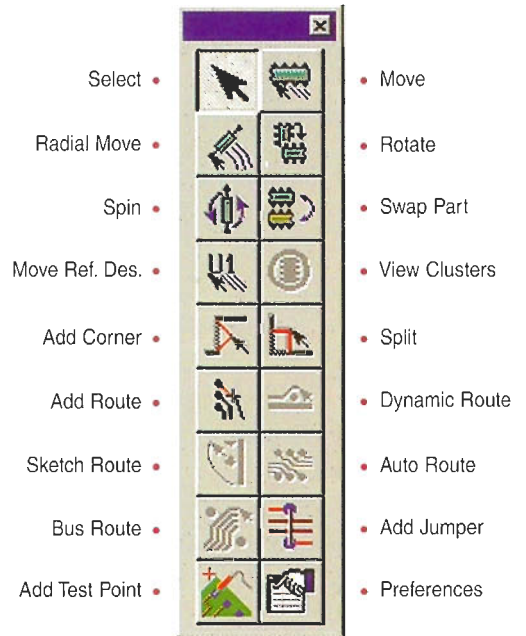 Select
Move
Radial Move
Rotate
Spin
Swap Part
Move Ref. Des.
U1
View Clusters
Add Corner
Split
Add Route
Dynamic Route
Sketch Route
Auto Route
Bus Route
Add Jumper
Add Test Point
Preferences